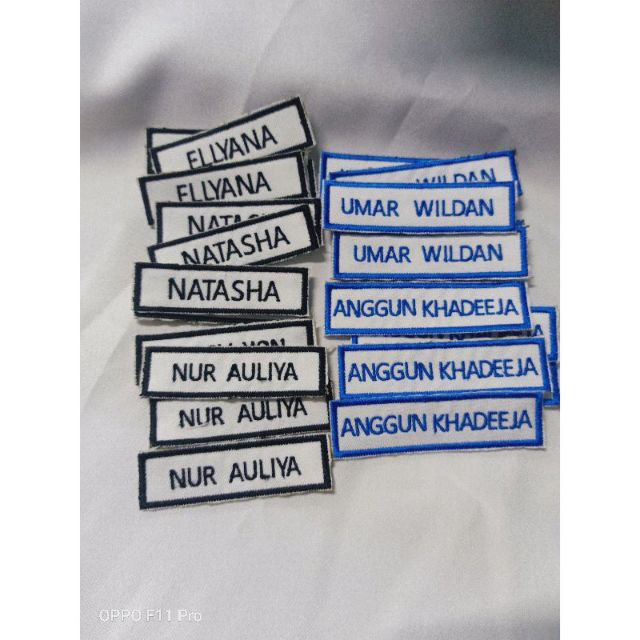 ELLYANA
ELLYANA
NATASHA
NATASHA
NUR AULIYA
NUR AULIYA
NUR AULIYA
WILDAN
UMAR WILDAN
UMAR WILDAN
ANGGUN KHADEEJA
ANGGUN KHADEEJA
ANGGUN KHADEEJA
OPPO F11 Pro